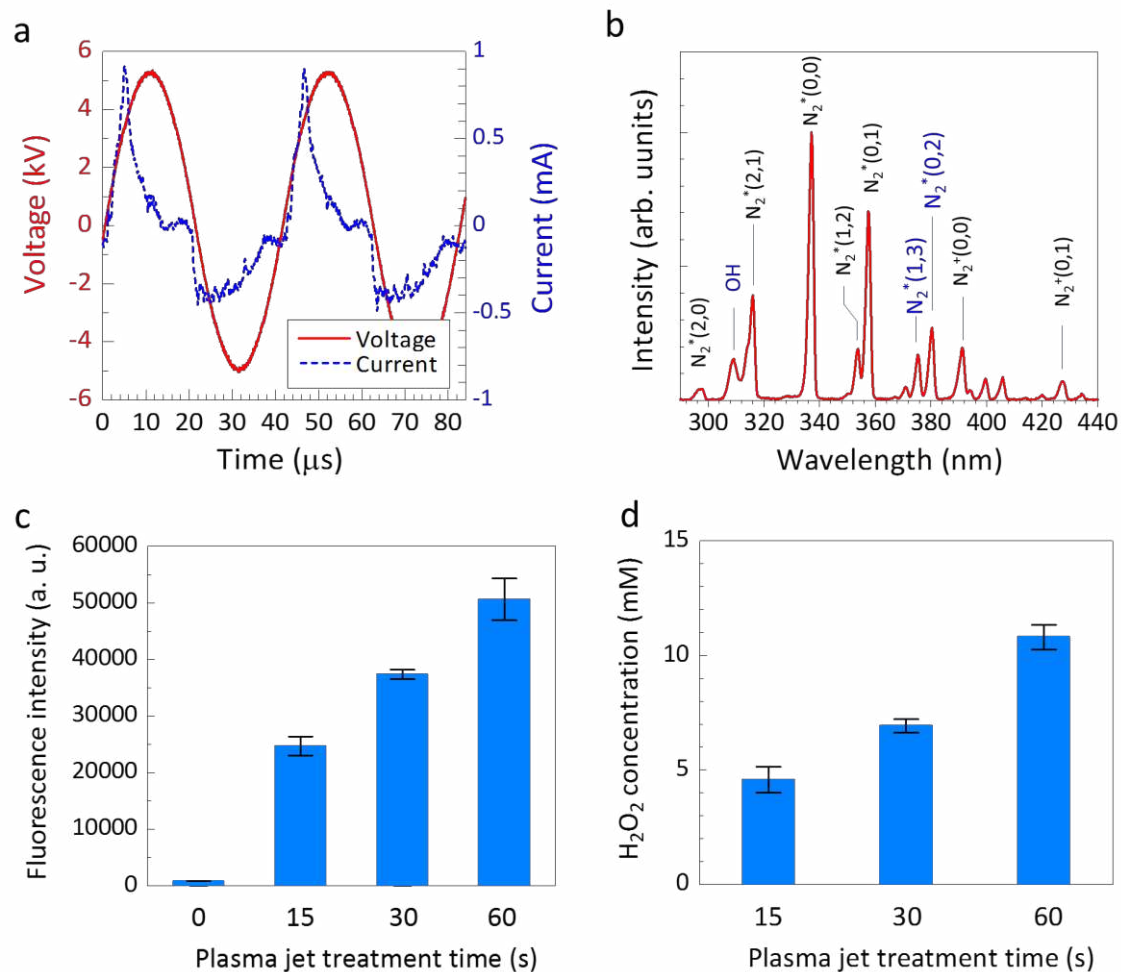 a
Voltage (kV)
6
4
2
0
-2
-4
-6
1
0.5
0
-0.5
-1
Current (mA)
Voltage
Current
0 10 20 30 40 50 60 70 80
Time (μs)
b
Intensity (arb. uunits)
N₂*(2,0)
OH
N₂*(2,1)
N₂*(0,0)
N₂*(1,2)
N₂*(0,1)
N₂*(1,3)
N₂*(0,2)
N₂⁺(0,0)
N₂⁺(0,1)
300 320 340 360 380 400 420 440
Wavelength (nm)
c
Fluorescence intensity (a. u.)
60000
50000
40000
30000
20000
10000
0
0 15 30 60
Plasma jet treatment time (s)
d
H₂O₂ concentration (mM)
15
10
5
0
15 30 60
Plasma jet treatment time (s)